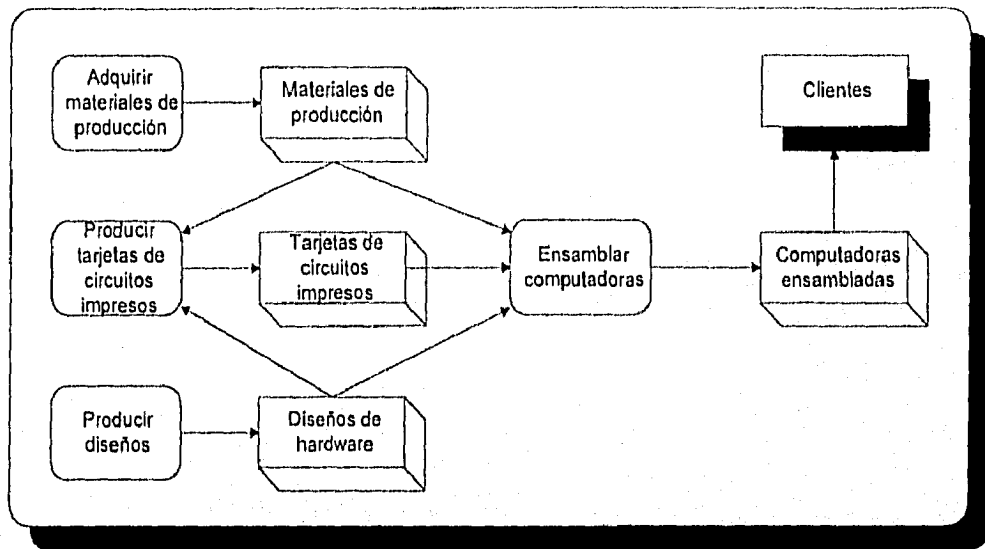 Adquirir
materiales de
producción
Materiales de
producción
Clientes
Producir
tarjetas de
circuitos
impresos
Tarjetas de
circuitos
impresos
Ensamblar
computadoras
Computadoras
ensambladas
Producir
diseños
Diseños de
hardware